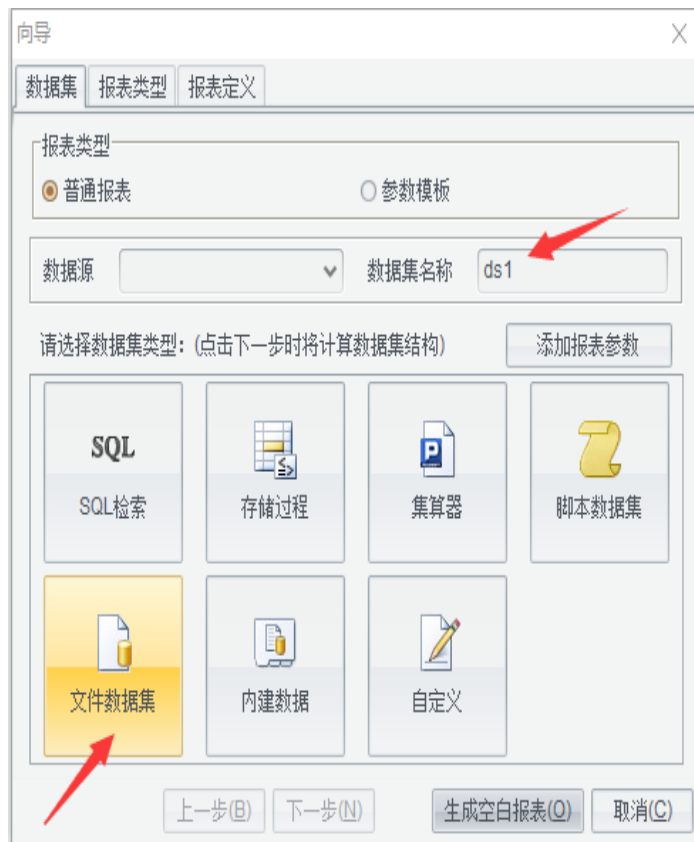 向导
数据集 报表类型 报表定义
报表类型
普通报表 参数模板
数据源 数据集名称 ds1
请选择数据集类型：(点击下一步时将计算数据集结构) 添加报表参数
SQL
SQL检索 存储过程 集算器 脚本数据集
文件数据集 内建数据 自定义
上一步(B) 下一步(N) 生成空白报表(O) 取消(C)